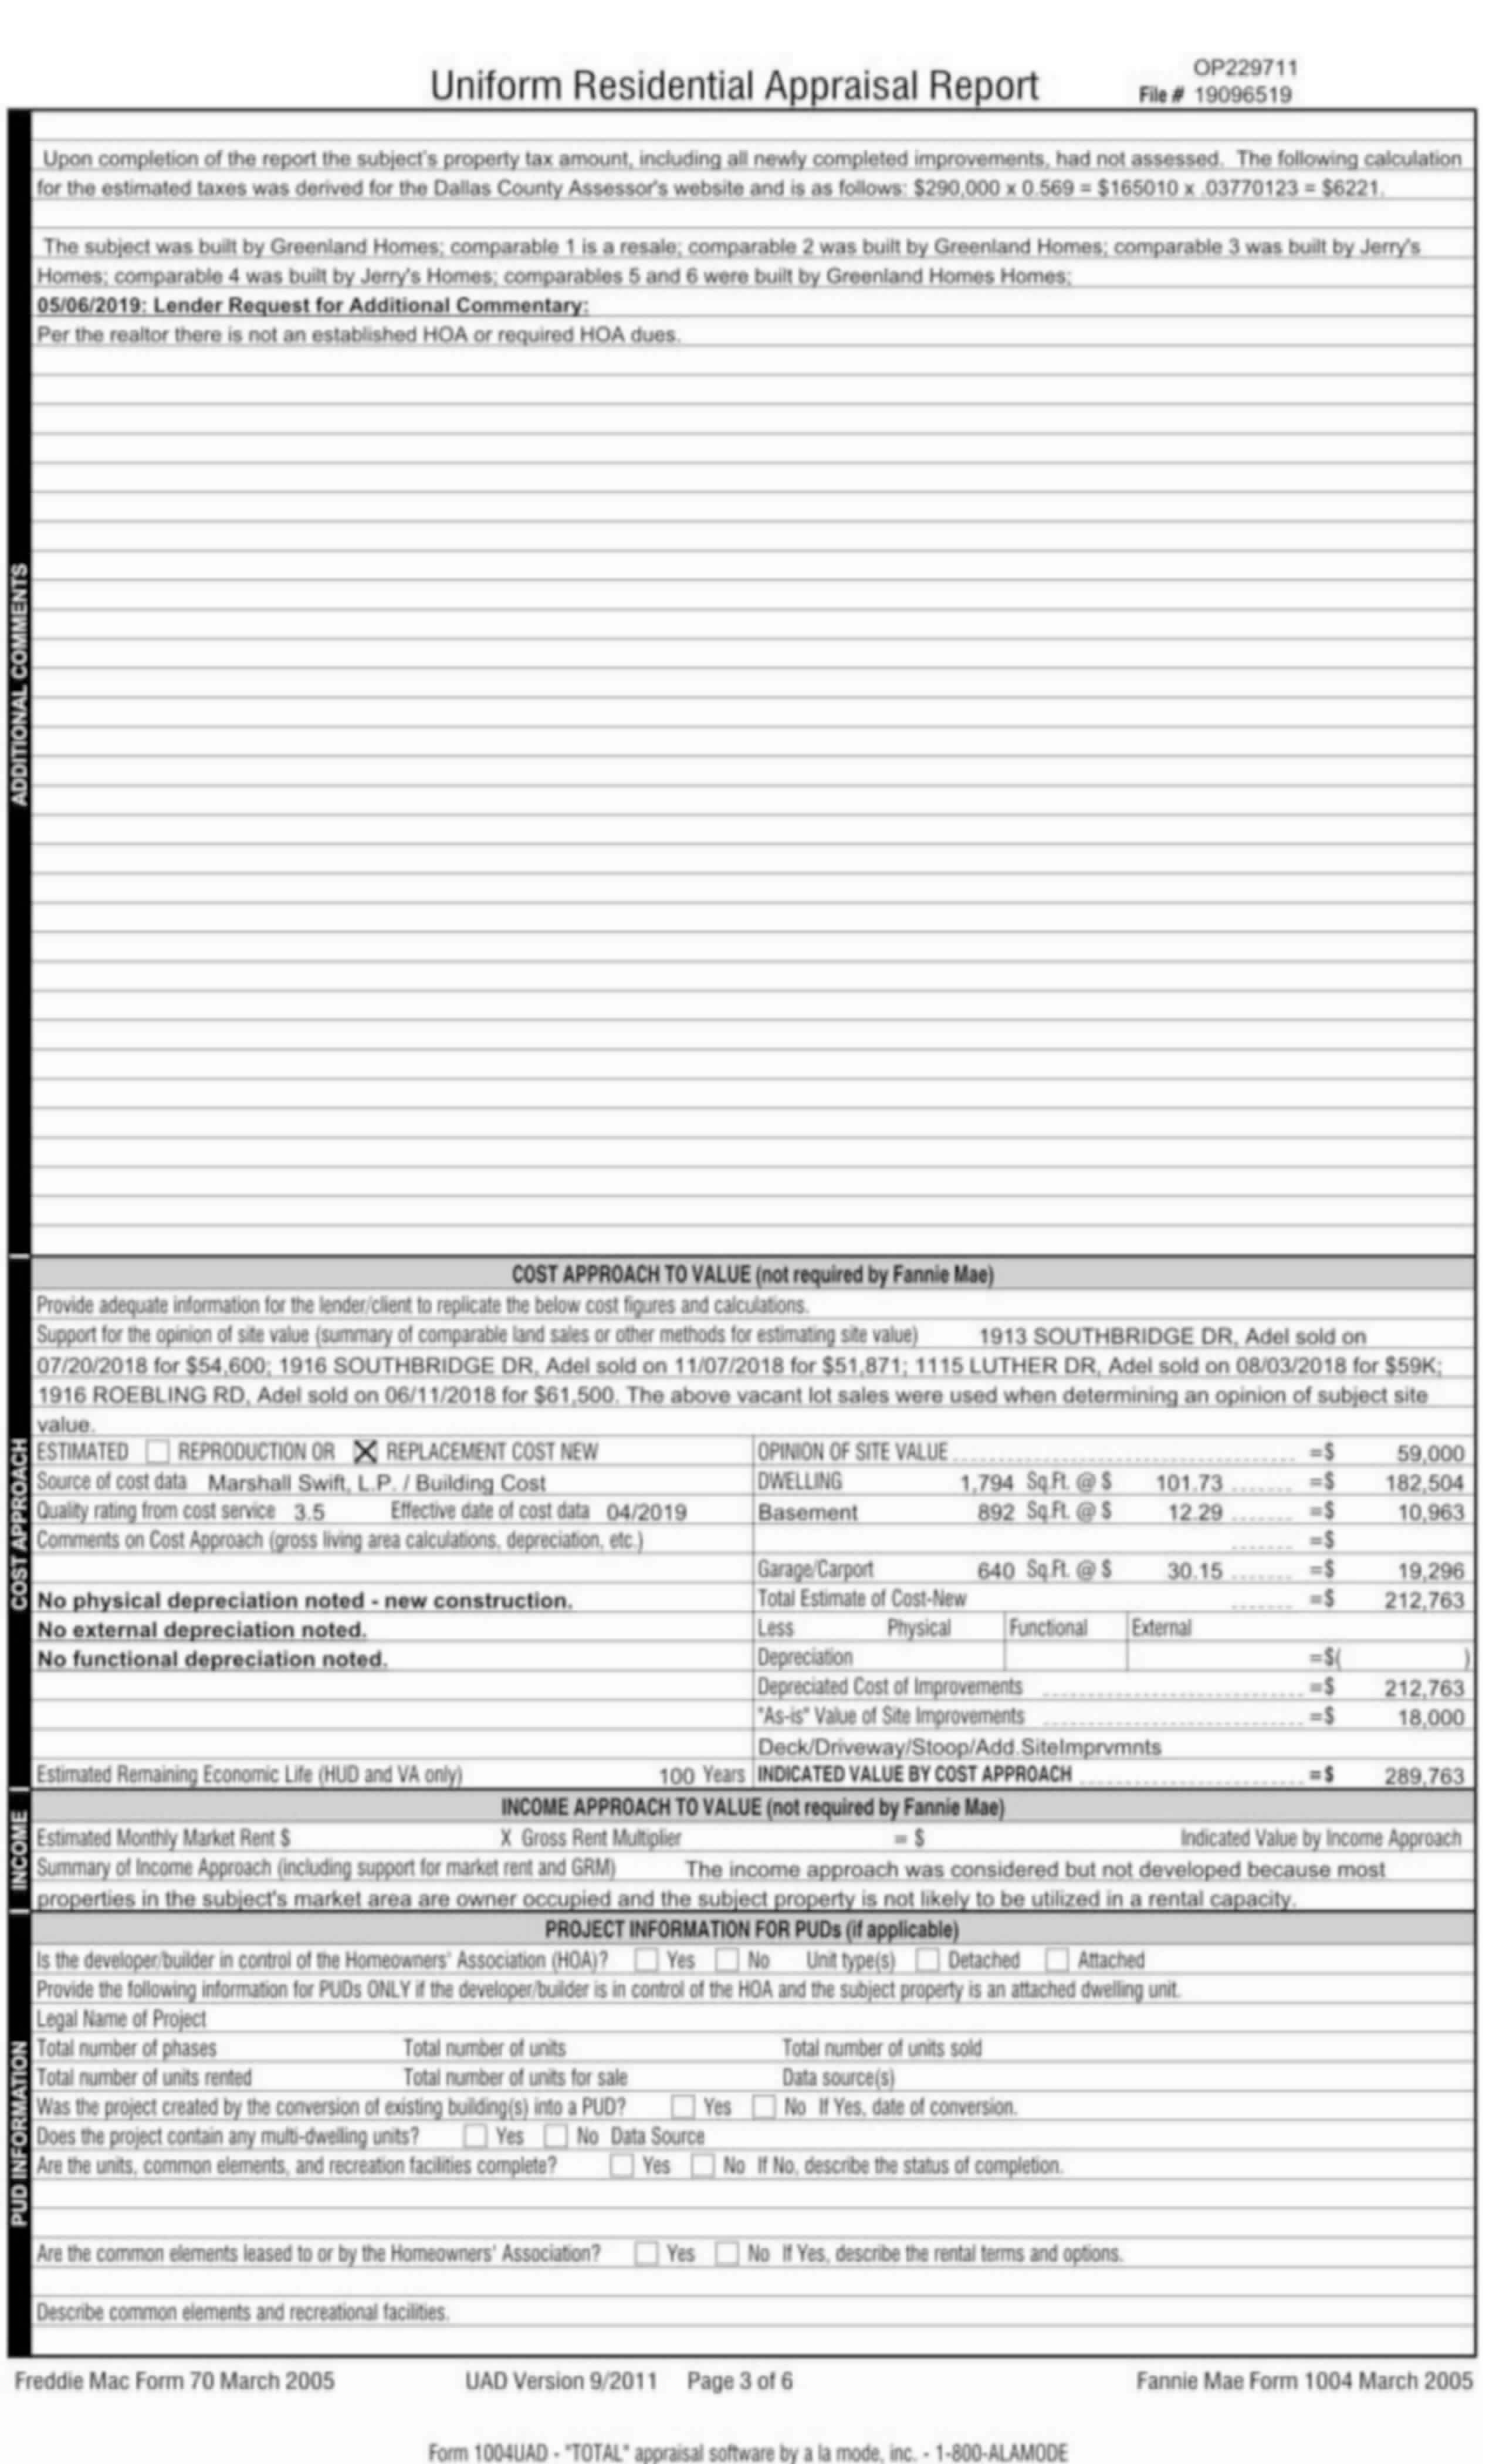 Uniform Residential Appraisal Report
OP229711
File # 19096519
Upon completion of the report the subject's property tax amount, including all newly completed improvements, had not assessed. The following calculation
for the estimated taxes was derived for the Dallas County Assessor's website and is as follows: $290,000 x 0.569 = $165010 x .03770123 = $6221.
The subject was built by Greenland Homes; comparable 1 is a resale; comparable 2 was built by Greenland Homes; comparable 3 was built by Jerry's
Homes; comparable 4 was built by Jerry's Homes; comparables 5 and 6 were built by Greenland Homes Homes;
05/06/2019: Lender Request for Additional Commentary:
Per the realtor there is not an established HOA or required HOA dues.
ADDITIONAL COMMENTS
COST APPROACH TO VALUE (not required by Fannie Mae)
Provide adequate information for the lender/client to replicate the below cost figures and calculations.
Support for the opinion of site value (summary of comparable land sales or other methods for estimating site value) 1913 SOUTHBRIDGE DR, Adel sold on
07/20/2018 for $54,600; 1916 SOUTHBRIDGE DR, Adel sold on 11/07/2018 for $51,871; 1115 LUTHER DR, Adel sold on 08/03/2018 for $59K;
1916 ROEBLING RD, Adel sold on 06/11/2018 for $61,500. The above vacant lot sales were used when determining an opinion of subject site
value.
COST APPROACH
ESTIMATED REPRODUCTION OR REPLACEMENT COST NEW
Source of cost data Marshall Swift, L.P. / Building Cost
Quality rating from cost service 3.5 Effective date of cost data 04/2019
Comments on Cost Approach (gross living area calculations, depreciation, etc.)
No physical depreciation noted - new construction.
No external depreciation noted.
No functional depreciation noted.
Estimated Remaining Economic Life (HUD and VA only) 100 Years
OPINION OF SITE VALUE =$ 59,000
DWELLING 1,794 Sq.Ft. @ $ 101.73 =$ 182,504
Basement 892 Sq.Ft. @ $ 12.29 =$ 10,963
=$
Garage/Carport 640 Sq.Ft. @ $ 30.15 =$ 19,296
Total Estimate of Cost-New =$ 212,763
Less Physical Functional External
Depreciation =$( )
Depreciated Cost of Improvements =$ 212,763
"As-is" Value of Site Improvements =$ 18,000
Deck/Driveway/Stoop/Add.SiteImprvmnts
INDICATED VALUE BY COST APPROACH =$ 289,763
INCOME
INCOME APPROACH TO VALUE (not required by Fannie Mae)
Estimated Monthly Market Rent $ X Gross Rent Multiplier = $ Indicated Value by Income Approach
Summary of Income Approach (including support for market rent and GRM) The income approach was considered but not developed because most
properties in the subject's market area are owner occupied and the subject property is not likely to be utilized in a rental capacity.
PUD INFORMATION
PROJECT INFORMATION FOR PUDs (if applicable)
Is the developer/builder in control of the Homeowners' Association (HOA)? Yes No Unit type(s) Detached Attached
Provide the following information for PUDs ONLY if the developer/builder is in control of the HOA and the subject property is an attached dwelling unit.
Legal Name of Project
Total number of phases Total number of units Total number of units sold
Total number of units rented Total number of units for sale Data source(s)
Was the project created by the conversion of existing building(s) into a PUD? Yes No If Yes, date of conversion.
Does the project contain any multi-dwelling units? Yes No Data Source
Are the units, common elements, and recreation facilities complete? Yes No If No, describe the status of completion.
Are the common elements leased to or by the Homeowners' Association? Yes No If Yes, describe the rental terms and options.
Describe common elements and recreational facilities.
Freddie Mac Form 70 March 2005 UAD Version 9/2011 Page 3 of 6 Fannie Mae Form 1004 March 2005
Form 1004UAD - "TOTAL" appraisal software by a la mode, inc. - 1-800-ALAMODE